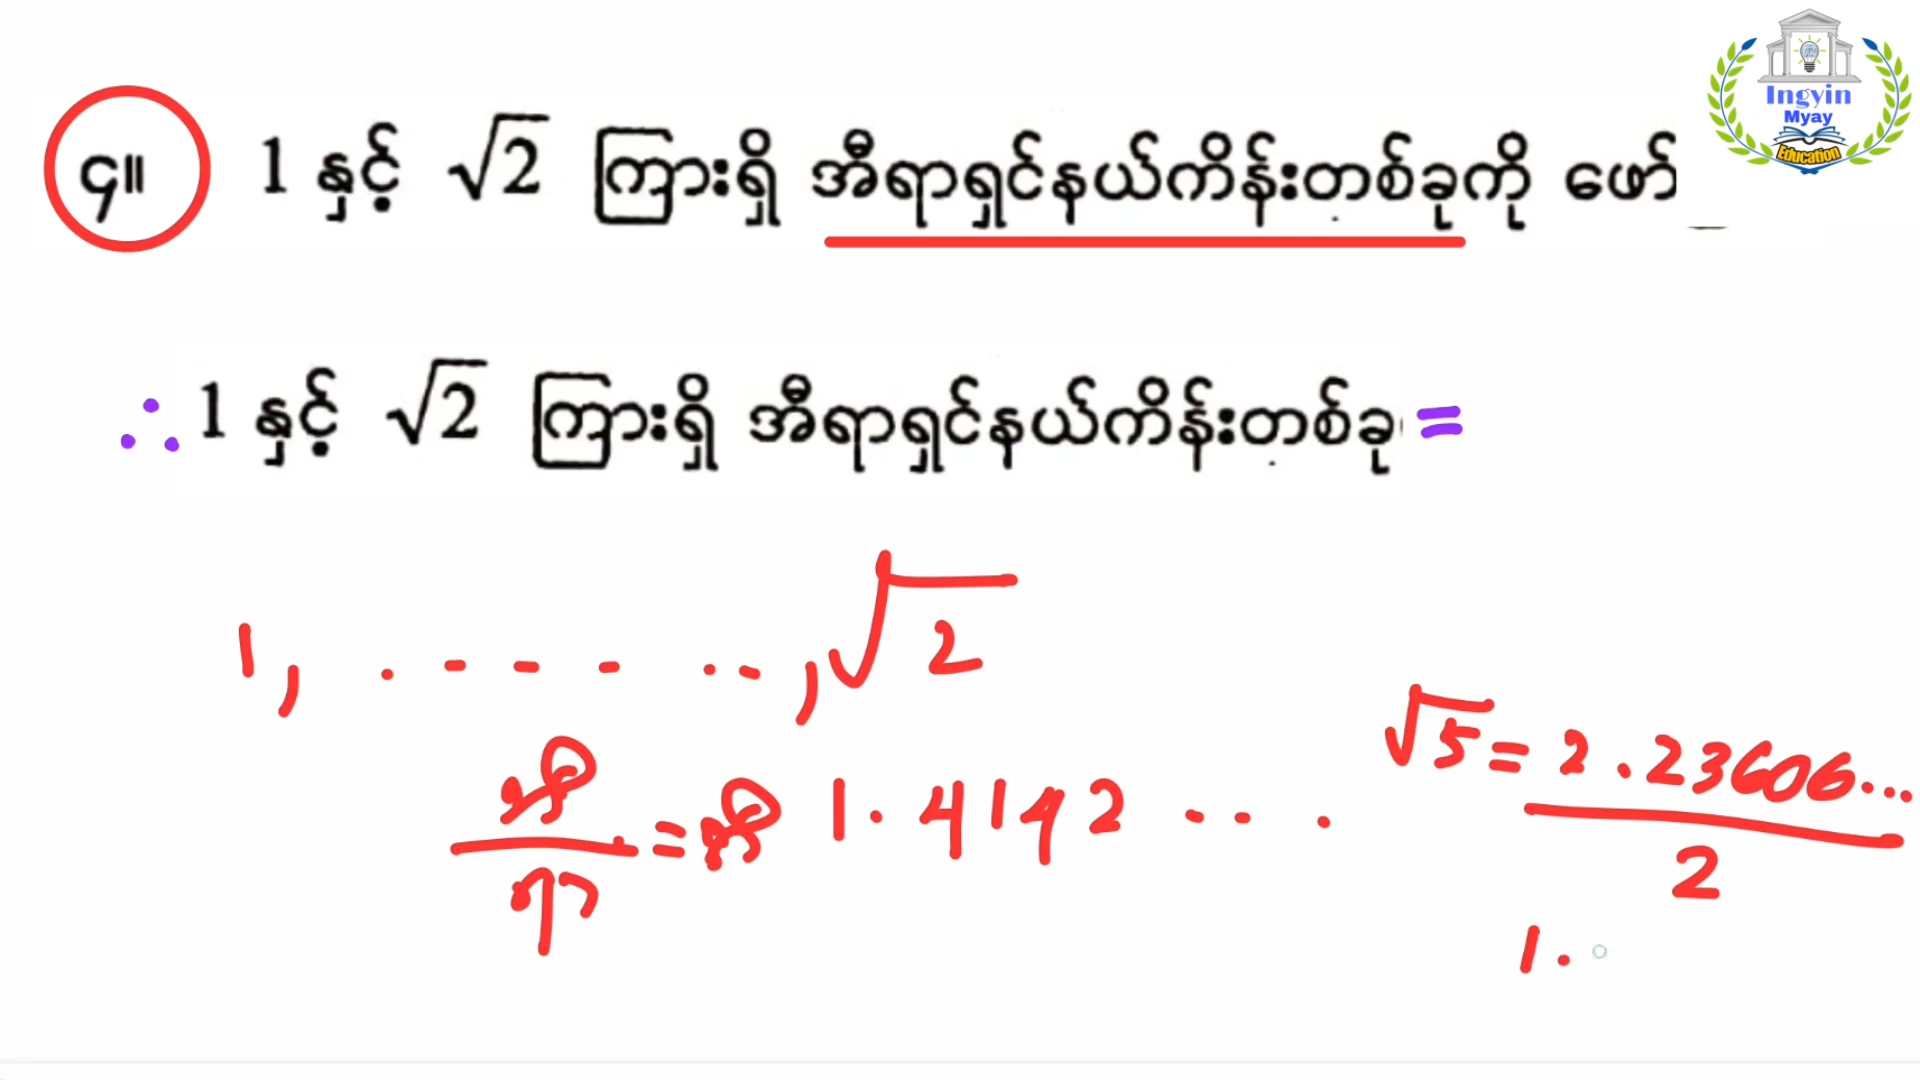 Ingyin
Myay
Education
၄။ 1 နှင့် √2 ကြားရှိ အီရာရှင်နယ်ကိန်းတစ်ခုကို ဖော်
∴ 1 နှင့် √2 ကြားရှိ အီရာရှင်နယ်ကိန်းတစ်ခု =
1, . - - - . . -, √2
√5 = 2.23606...
2
= 1.4142 - - .
1.